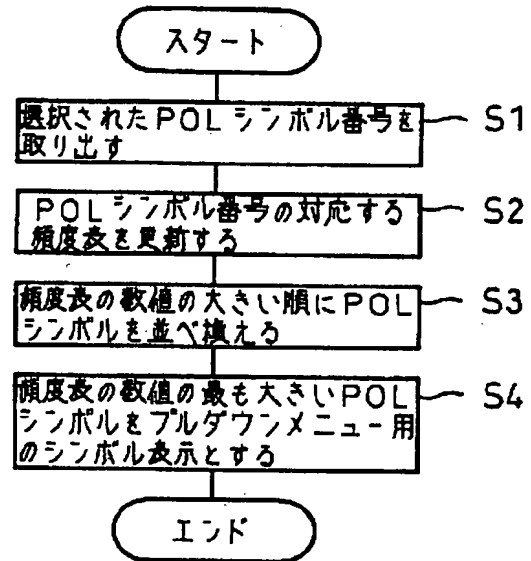 スタート
選択されたPOLシンボル番号を
取り出す
S1
POLシンボル番号の対応する
頻度表を更新する
S2
頻度表の数値の大きい順にPOL
シンボルを並べ換える
S3
頻度表の数値の最も大きいPOL
シンボルをプルダウンメニュー用
のシンボル表示とする
S4
エンド